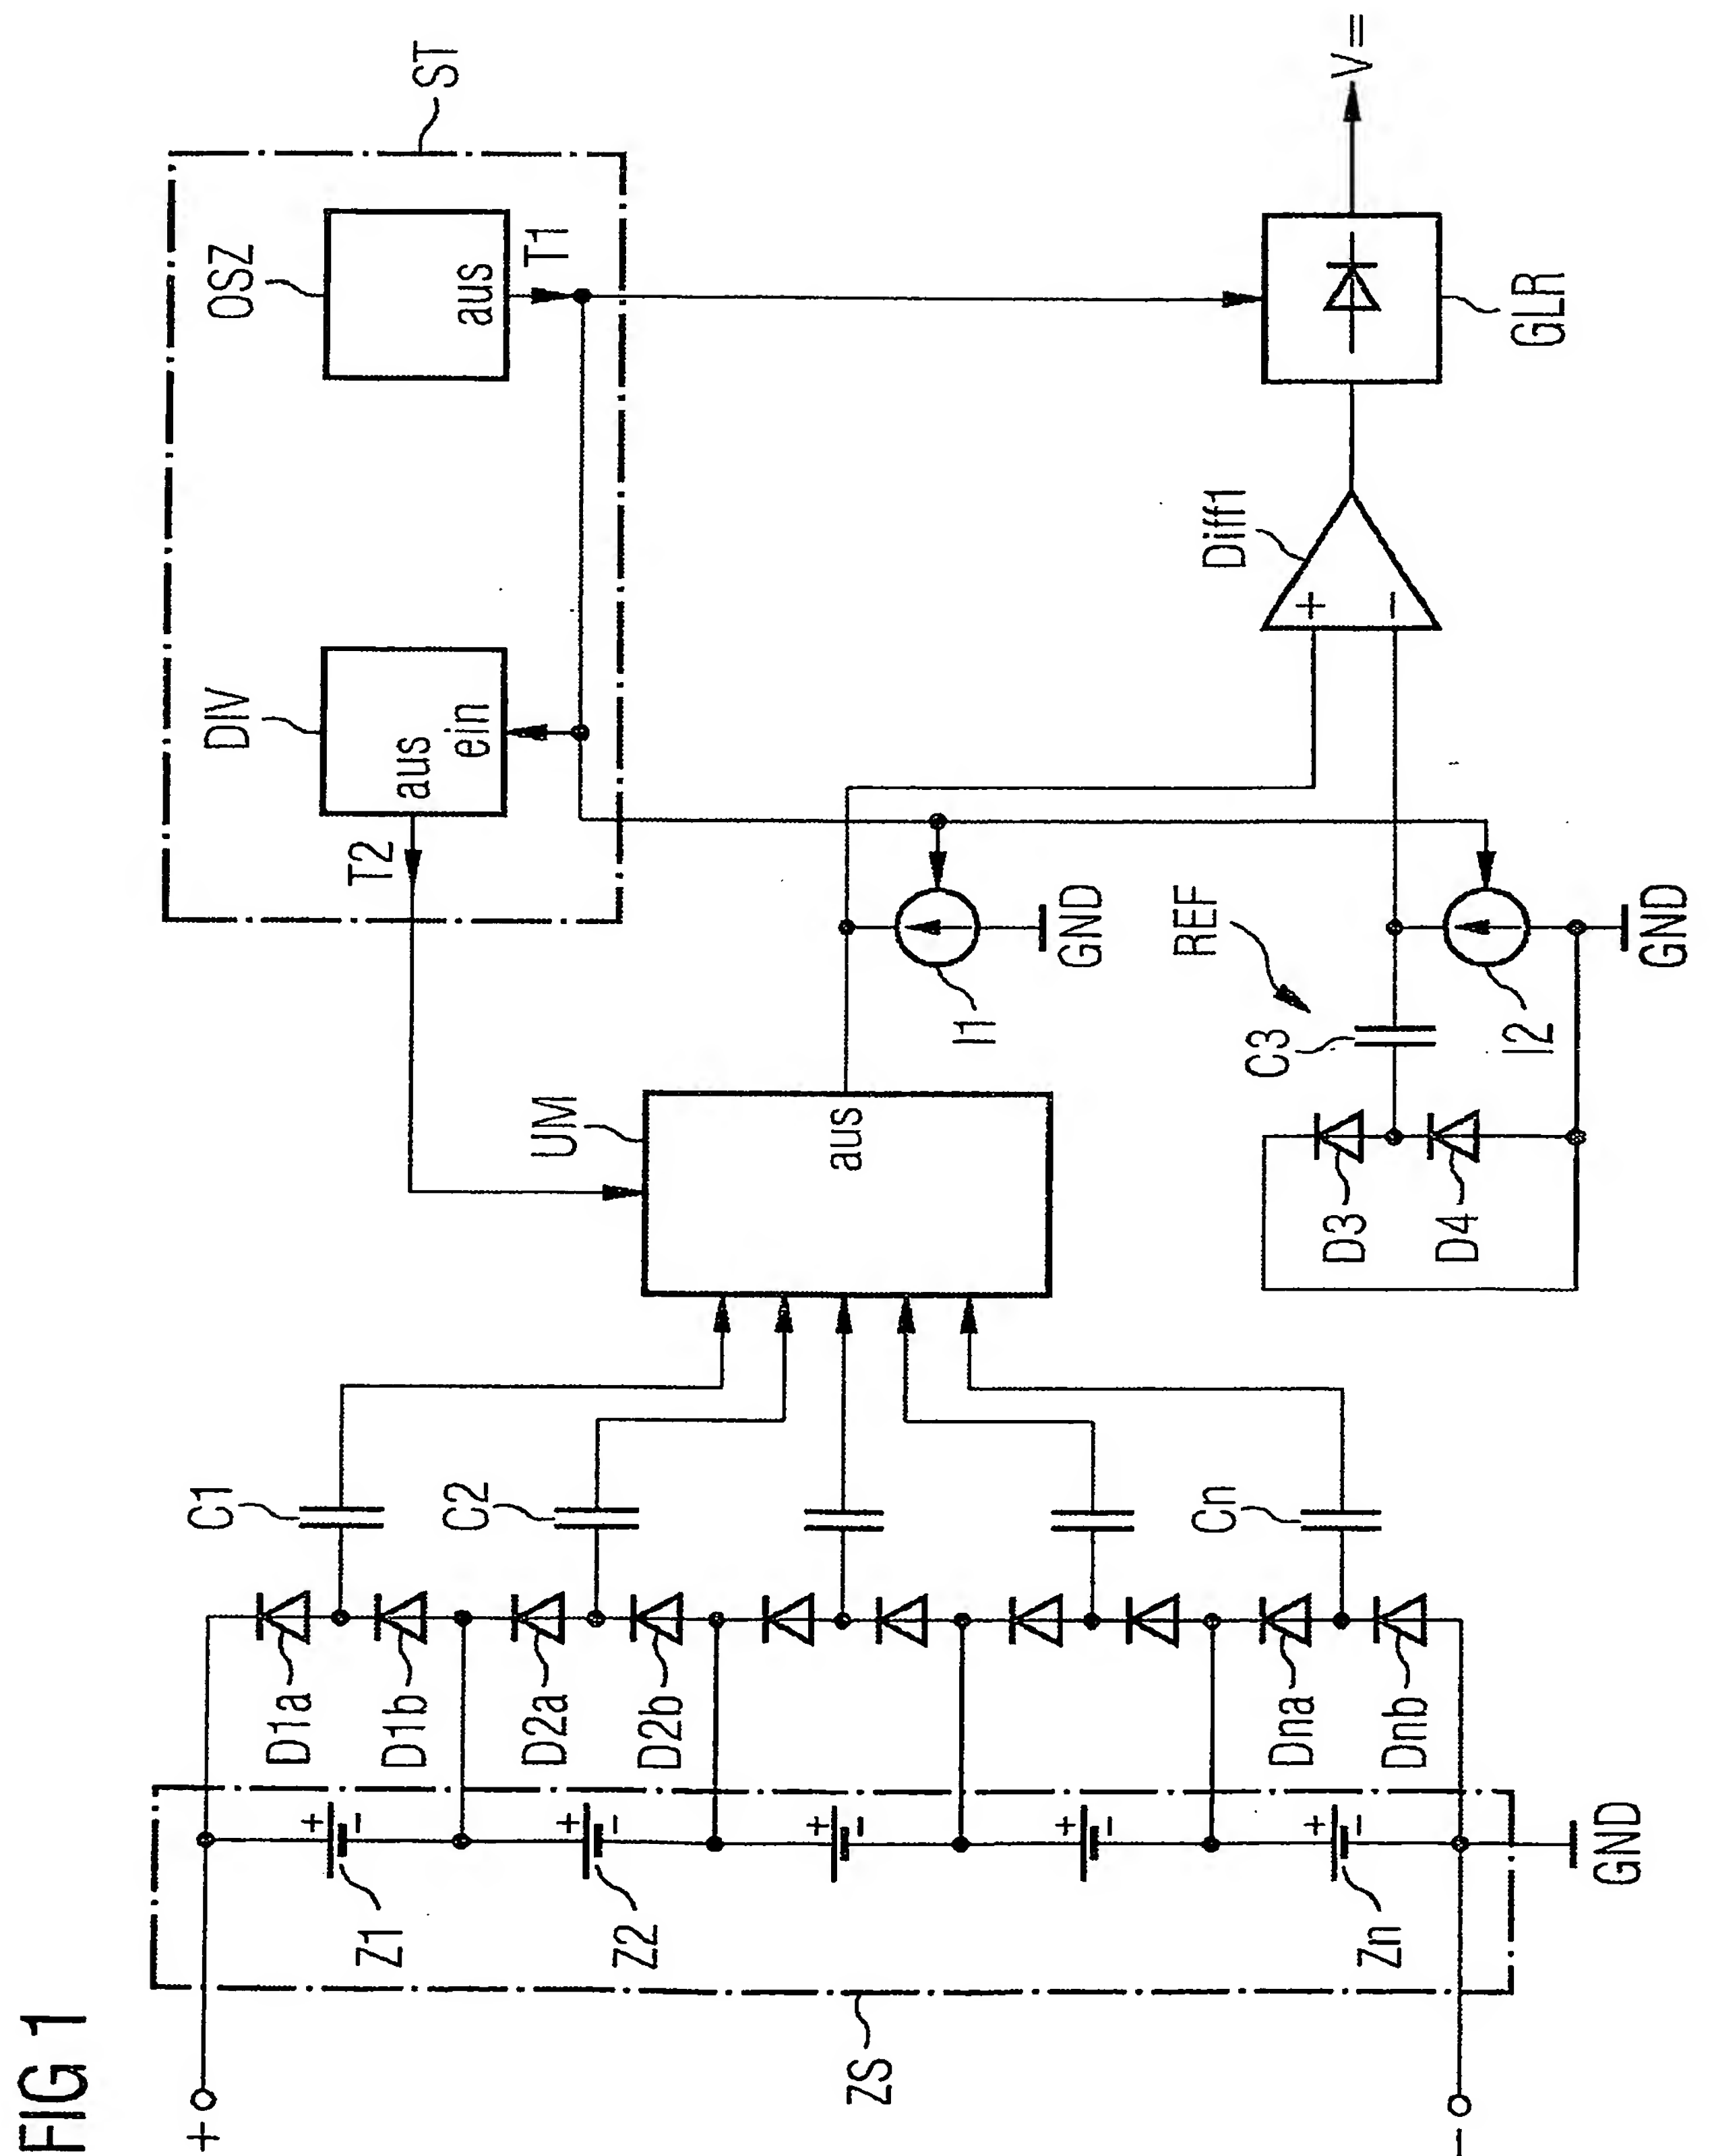 FIG 1
+
ZS
Z1
+
−
Z2
+
−
+
−
+
−
Zn
+
−
GND
−
D1a
D1b
D2a
D2b
Dna
Dnb
C1
C2
Cn
UM
aus
T2
DIV
aus
ein
OSZ
aus
T1
ST
I1
GND
REF
C3
D3
D4
I2
GND
Diff1
+
−
GLR
V=